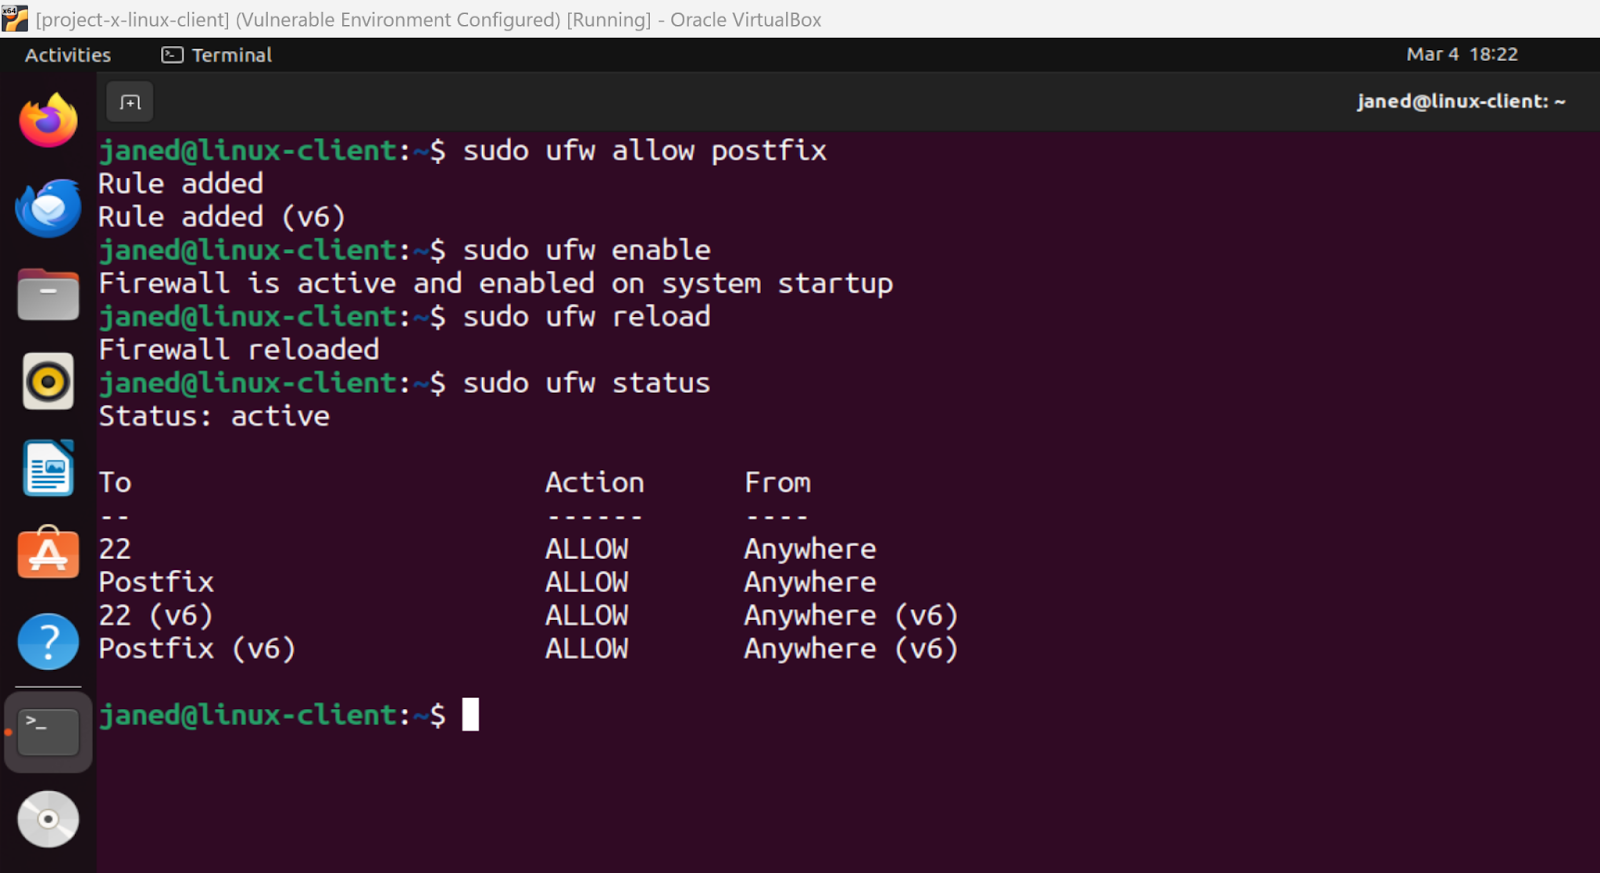 [project-x-linux-client] (Vulnerable Environment Configured) [Running] - Oracle VirtualBox
Activities Terminal Mar 4 18:22
janed@linux-client: ~
janed@linux-client:~$ sudo ufw allow postfix
Rule added
Rule added (v6)
janed@linux-client:~$ sudo ufw enable
Firewall is active and enabled on system startup
janed@linux-client:~$ sudo ufw reload
Firewall reloaded
janed@linux-client:~$ sudo ufw status
Status: active
To Action From
-- ------ ----
22 ALLOW Anywhere
Postfix ALLOW Anywhere
22 (v6) ALLOW Anywhere (v6)
Postfix (v6) ALLOW Anywhere (v6)
janed@linux-client:~$